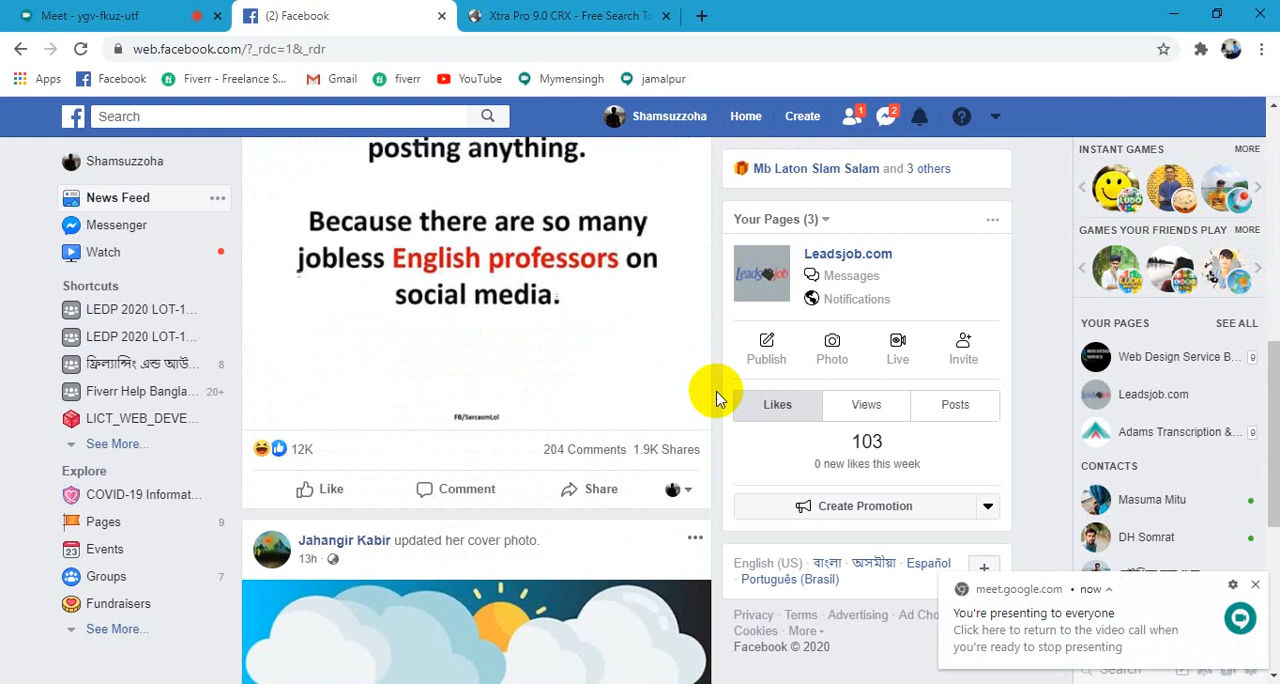 Meet - ygv-fkuz-utf
(2) Facebook
Xtra Pro 9.0 CRX - Free Search To
web.facebook.com/?_rdc=1&_rdr
Apps
Facebook
Fiverr - Freelance S...
Gmail
fiverr
YouTube
Mymensingh
jamalpur
Search
Shamsuzzoha
Home
Create
1
2
Shamsuzzoha
News Feed
Messenger
Watch
Shortcuts
LEDP 2020 LOT-1...
LEDP 2020 LOT-1...
ফ্রিল্যান্সিং এন্ড আউ...
8
Fiverr Help Bangla...
20+
LICT_WEB_DEVE...
See More...
Explore
COVID-19 Informat...
Pages
9
Events
Groups
7
Fundraisers
See More...
posting anything.
Because there are so many
jobless English professors on
social media.
FB/SarcasmLol
12K
204 Comments 1.9K Shares
Like
Comment
Share
Jahangir Kabir updated her cover photo.
13h
Mb Laton Slam Salam and 3 others
Your Pages (3)
Leadsjob.com
Messages
Notifications
Publish
Photo
Live
Invite
Likes
Views
Posts
103
0 new likes this week
Create Promotion
English (US) · বাংলা · অসমীয়া · Español ·
Português (Brasil)
Privacy · Terms · Advertising · Ad Cho
Cookies · More
Facebook © 2020
INSTANT GAMES
MORE
GAMES YOUR FRIENDS PLAY
MORE
YOUR PAGES
SEE ALL
Web Design Service B...
9
Leadsjob.com
Adams Transcription &...
9
CONTACTS
Masuma Mitu
DH Somrat
meet.google.com • now
You're presenting to everyone
Click here to return to the video call when
you're ready to stop presenting
Search